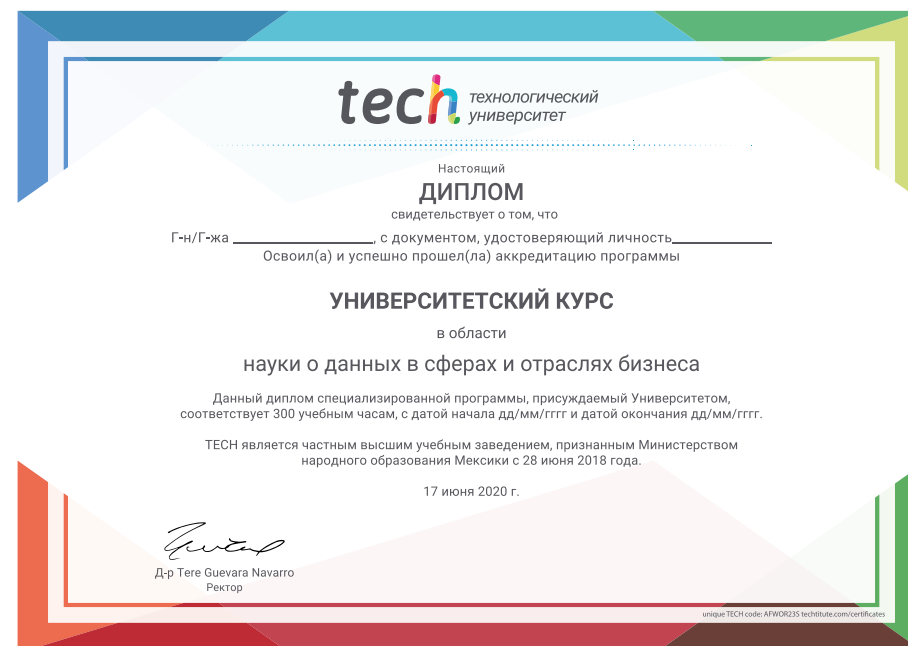 tech технологический
университет
Настоящий
ДИПЛОМ
свидетельствует о том, что
Г-н/Г-жа ____________________, с документом, удостоверяющий личность______________
Освоил(а) и успешно прошел(ла) аккредитацию программы
УНИВЕРСИТЕТСКИЙ КУРС
в области
науки о данных в сферах и отраслях бизнеса
Данный диплом специализированной программы, присуждаемый Университетом,
соответствует 300 учебным часам, с датой начала дд/мм/гггг и датой окончания дд/мм/гггг.
TECH является частным высшим учебным заведением, признанным Министерством
народного образования Мексики с 28 июня 2018 года.
17 июня 2020 г.
Д-р Tere Guevara Navarro
Ректор
unique TECH code: AFWOR23S techtitute.com/certificates